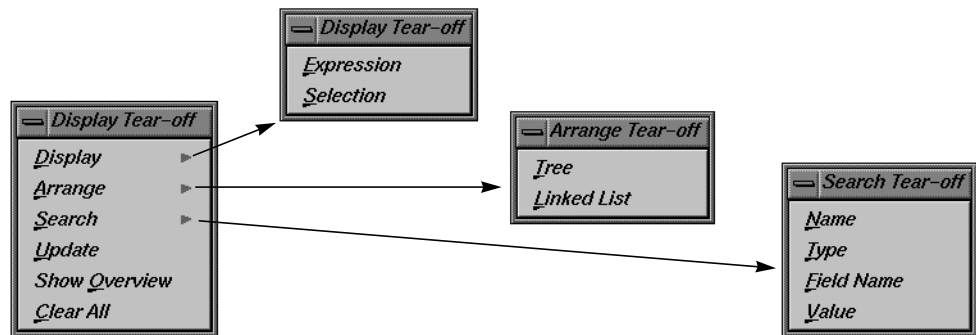 Display Tear-off
Expression
Selection
Display Tear-off
Display
Arrange
Search
Update
Show Overview
Clear All
Arrange Tear-off
Tree
Linked List
Search Tear-off
Name
Type
Field Name
Value